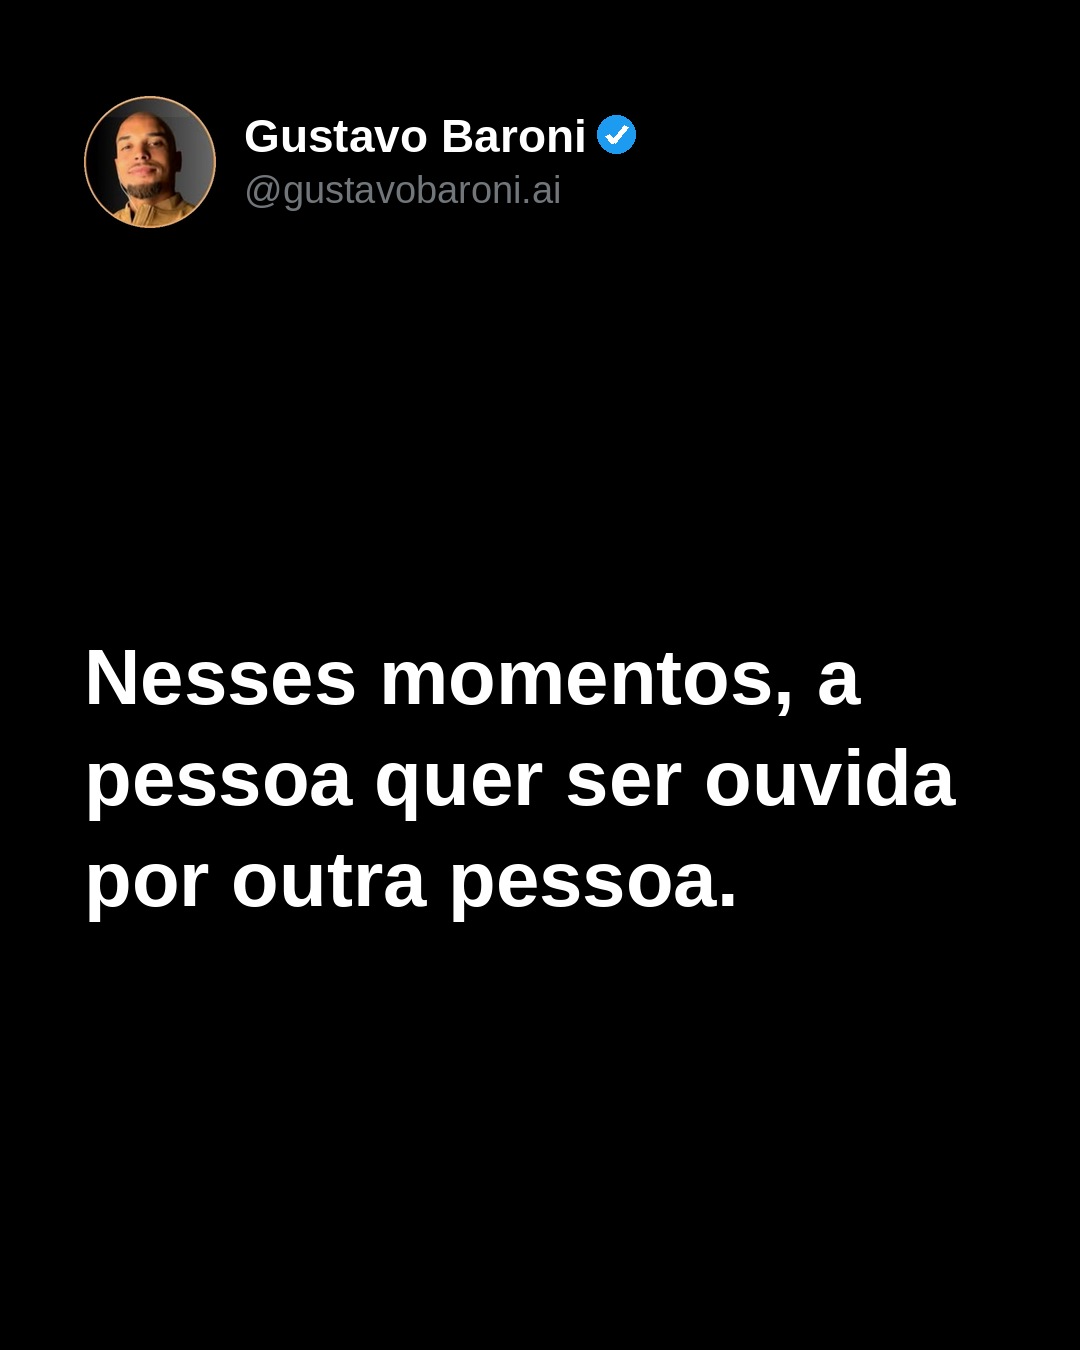 Gustavo Baroni
@gustavobaroni.ai
Nesses momentos, a
pessoa quer ser ouvida
por outra pessoa.